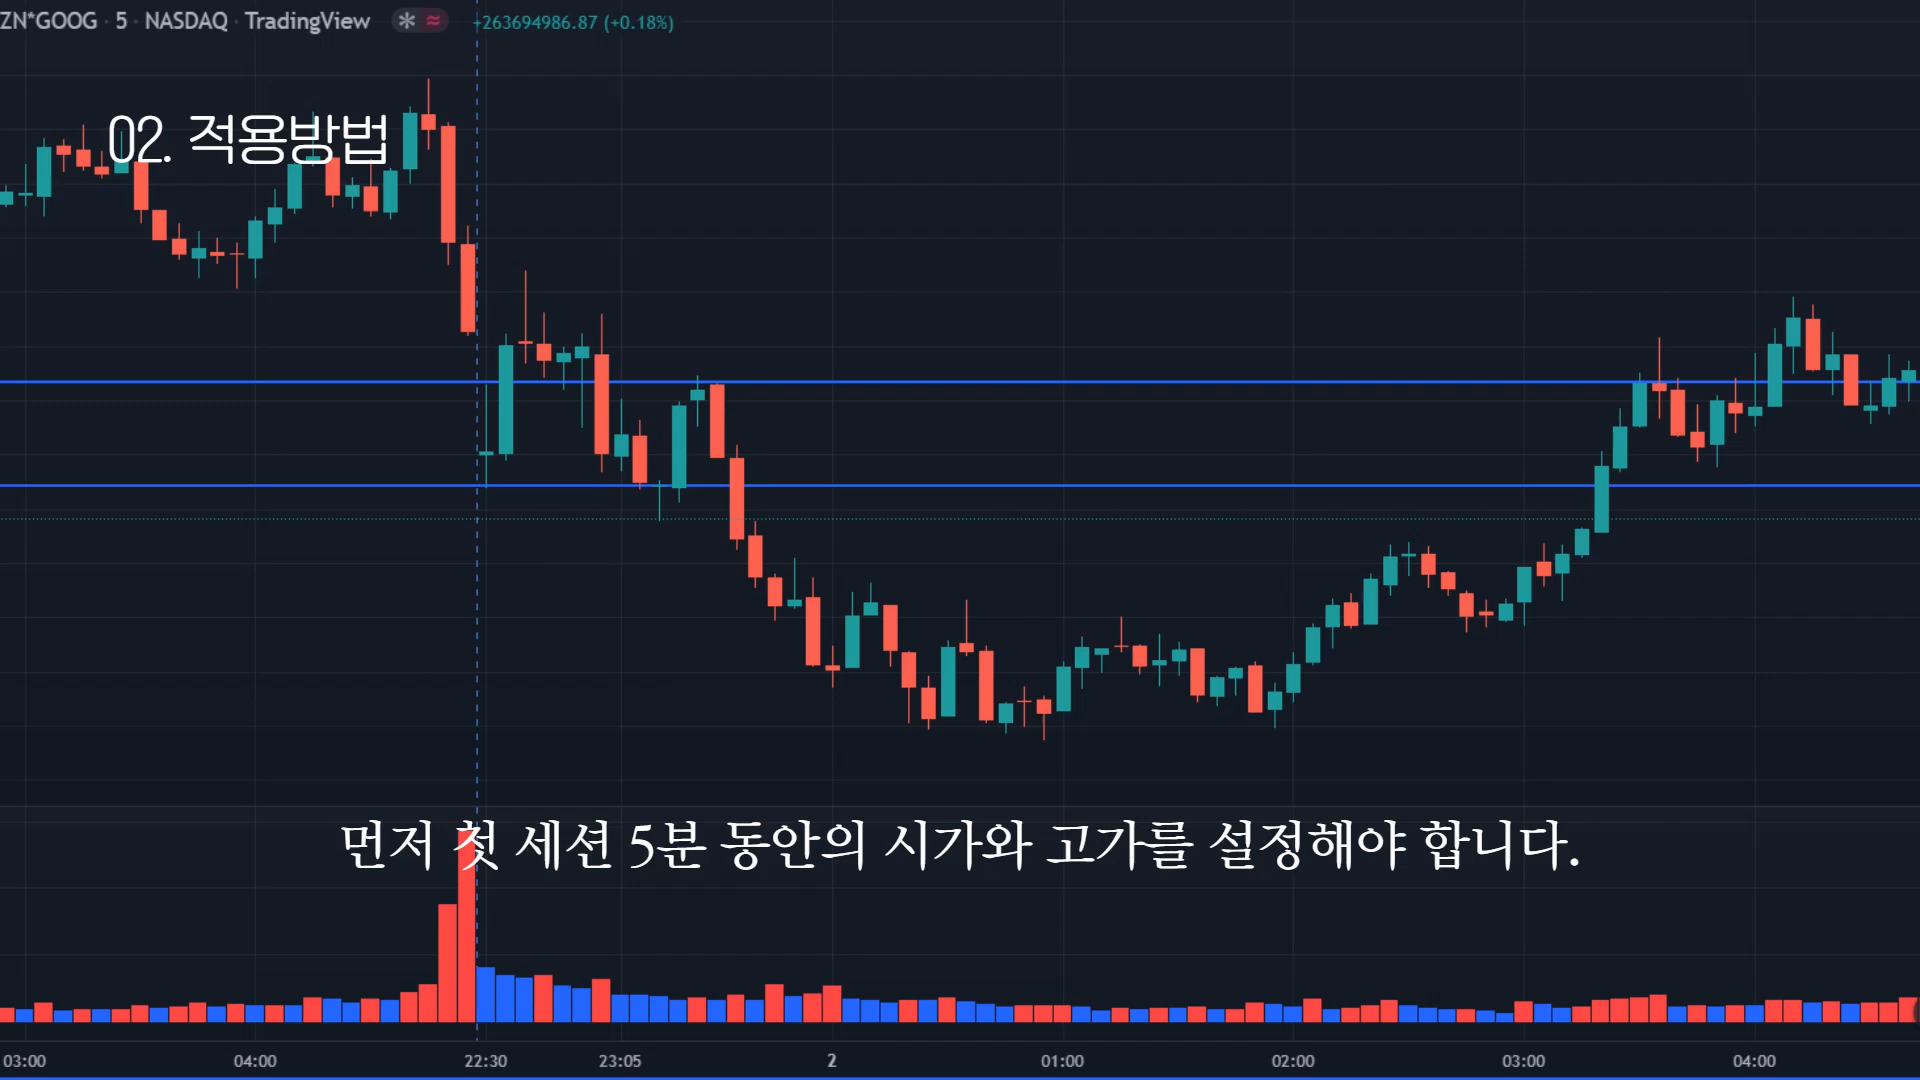 ZN*GOOG · 5 · NASDAQ · TradingView
+263694986.87 (+0.18%)
02. 적용방법
먼저 첫 세션 5분 동안의 시가와 고가를 설정해야 합니다.
03:00 04:00 22:30 23:05 2 01:00 02:00 03:00 04:00